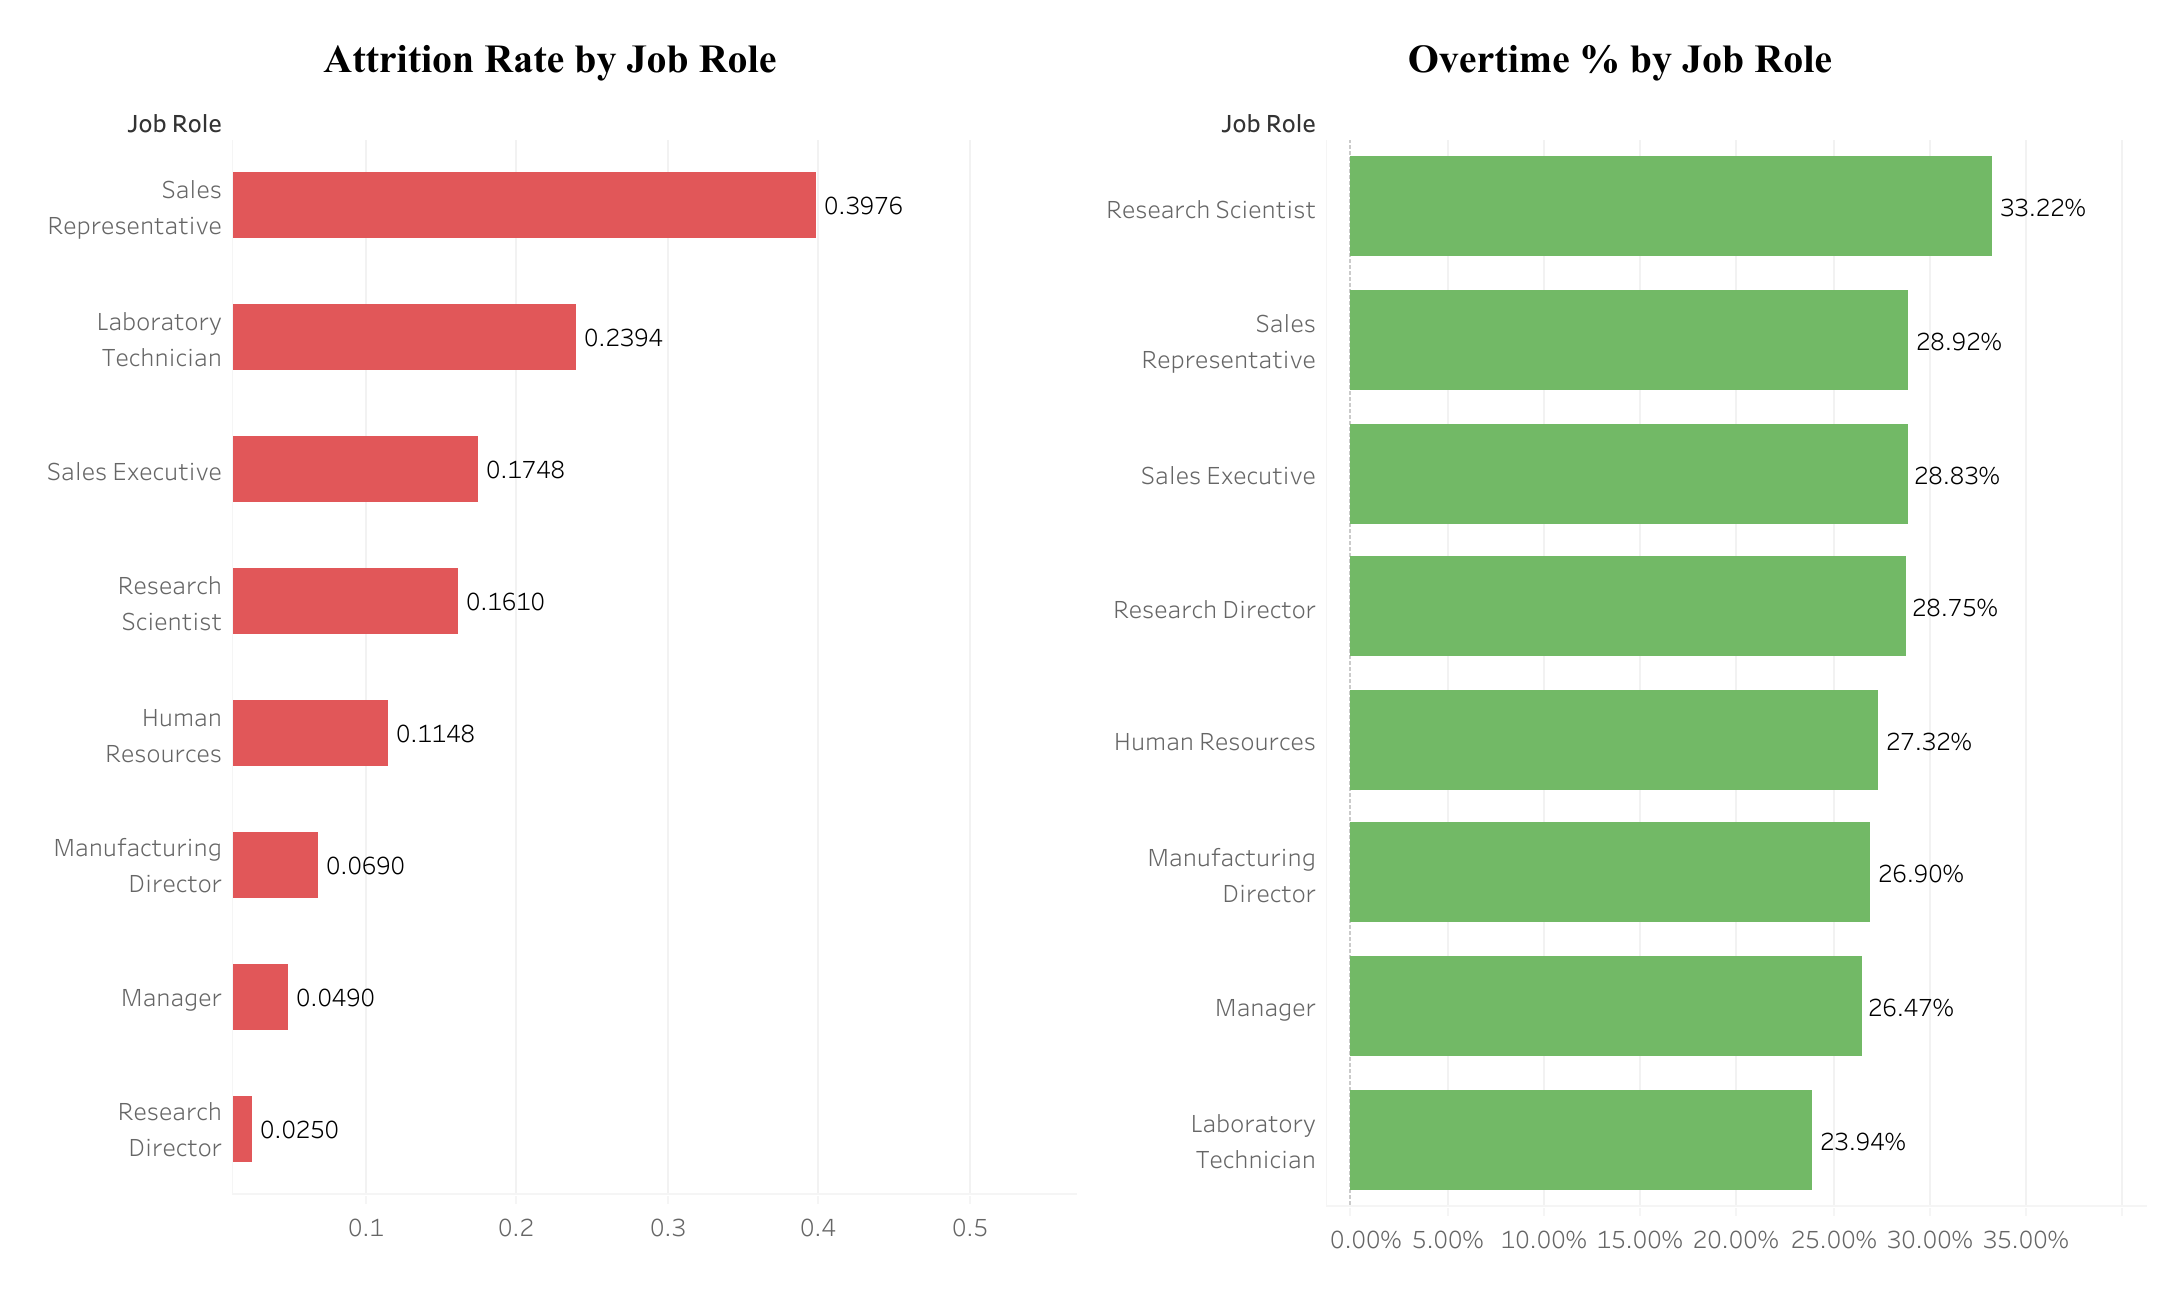 Attrition Rate by Job Role
Job Role
Sales
Representative
0.3976
Laboratory
Technician
0.2394
Sales Executive
0.1748
Research
Scientist
0.1610
Human
Resources
0.1148
Manufacturing
Director
0.0690
Manager
0.0490
Research
Director
0.0250
0.1 0.2 0.3 0.4 0.5
Overtime % by Job Role
Job Role
Research Scientist
33.22%
Sales
Representative
28.92%
Sales Executive
28.83%
Research Director
28.75%
Human Resources
27.32%
Manufacturing
Director
26.90%
Manager
26.47%
Laboratory
Technician
23.94%
0.00% 5.00% 10.00% 15.00% 20.00% 25.00% 30.00% 35.00%